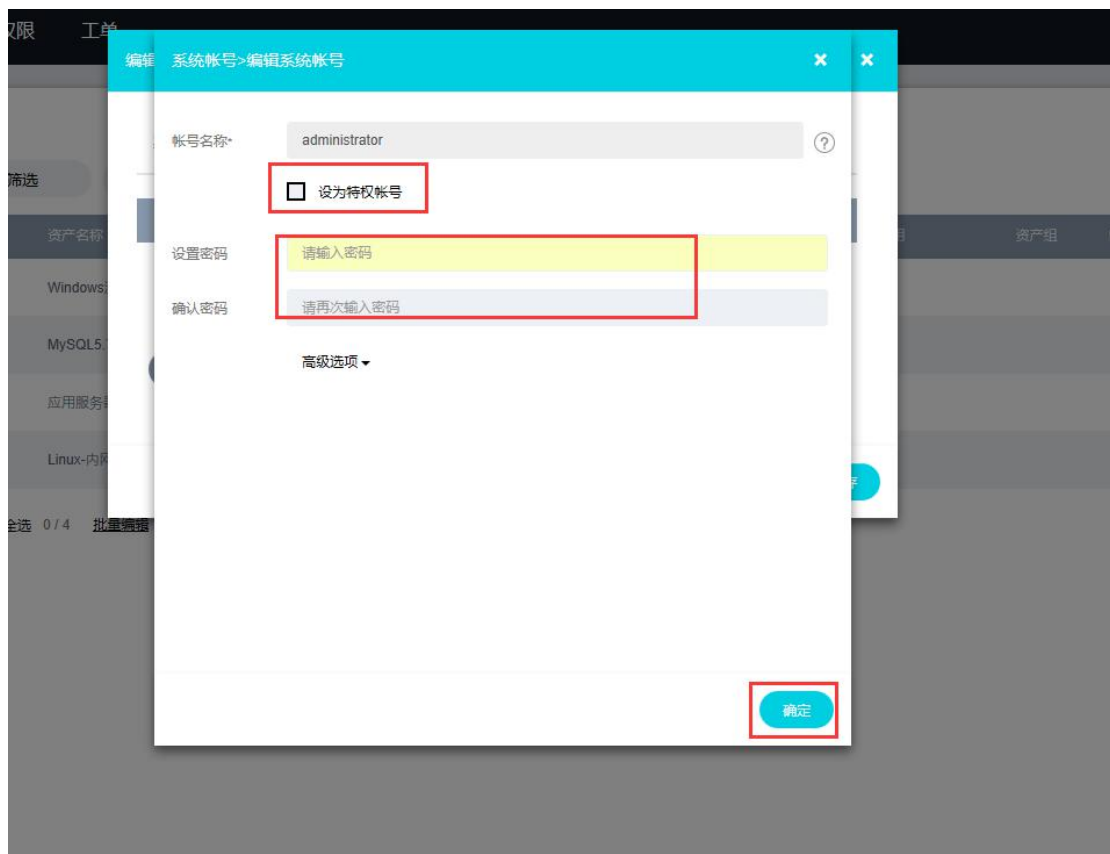 权限 工单
编辑 系统帐号>编辑系统帐号
帐号名称*
administrator
设为特权帐号
筛选
资产名称
资产组
设置密码
请输入密码
Windows
确认密码
请再次输入密码
MySQL5.
高级选项
应用服务
Linux-内网
全选 0/4 批量编辑
确定